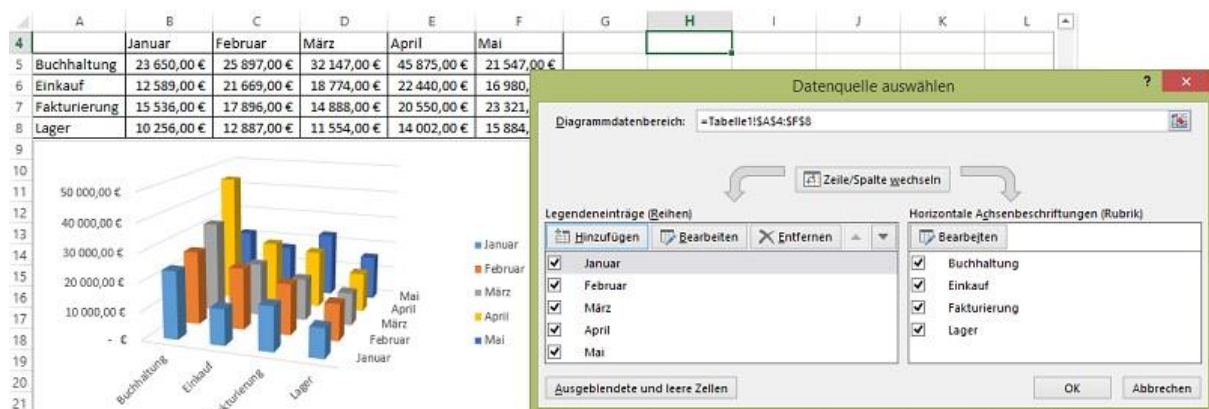 A B C D E F G H I J K L
4 Januar Februar März April Mai
5 Buchhaltung 23 650,00 € 25 897,00 € 32 147,00 € 45 875,00 € 21 547,00 €
6 Einkauf 12 589,00 € 21 669,00 € 18 774,00 € 22 440,00 € 16 980,
7 Fakturierung 15 536,00 € 17 896,00 € 14 888,00 € 20 550,00 € 23 321,
8 Lager 10 256,00 € 12 887,00 € 11 554,00 € 14 002,00 € 15 884,
9
10
11
12
13
14
15
16
17
18
19
20
21
50 000,00 €
40 000,00 €
30 000,00 €
20 000,00 €
10 000,00 €
- €
Buchhaltung
Einkauf
kturierung
Lager
Mai
April
März
Februar
Januar
Januar
Februar
März
April
Mai
Datenquelle auswählen ? ×
Diagrammdatenbereich: =Tabelle1!$A$4:$F$8
Zeile/Spalte wechseln
Legendeneinträge (Reihen)
Hinzufügen Bearbeiten Entfernen
Januar
Februar
März
April
Mai
Horizontale Achsenbeschriftungen (Rubrik)
Bearbeiten
Buchhaltung
Einkauf
Fakturierung
Lager
Ausgeblendete und leere Zellen
OK Abbrechen